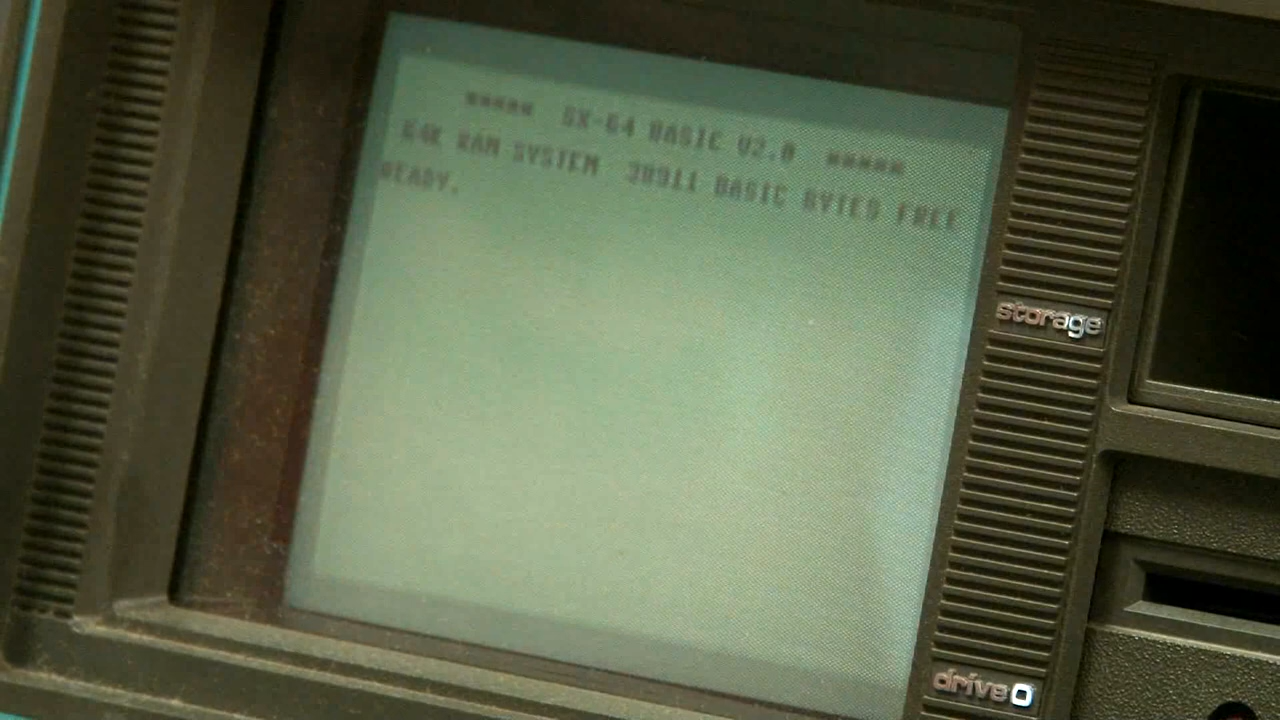 ***** SX-64 BASIC V2.0 *****
64K RAM SYSTEM 38911 BASIC BYTES FREE
READY.
storage
drive0